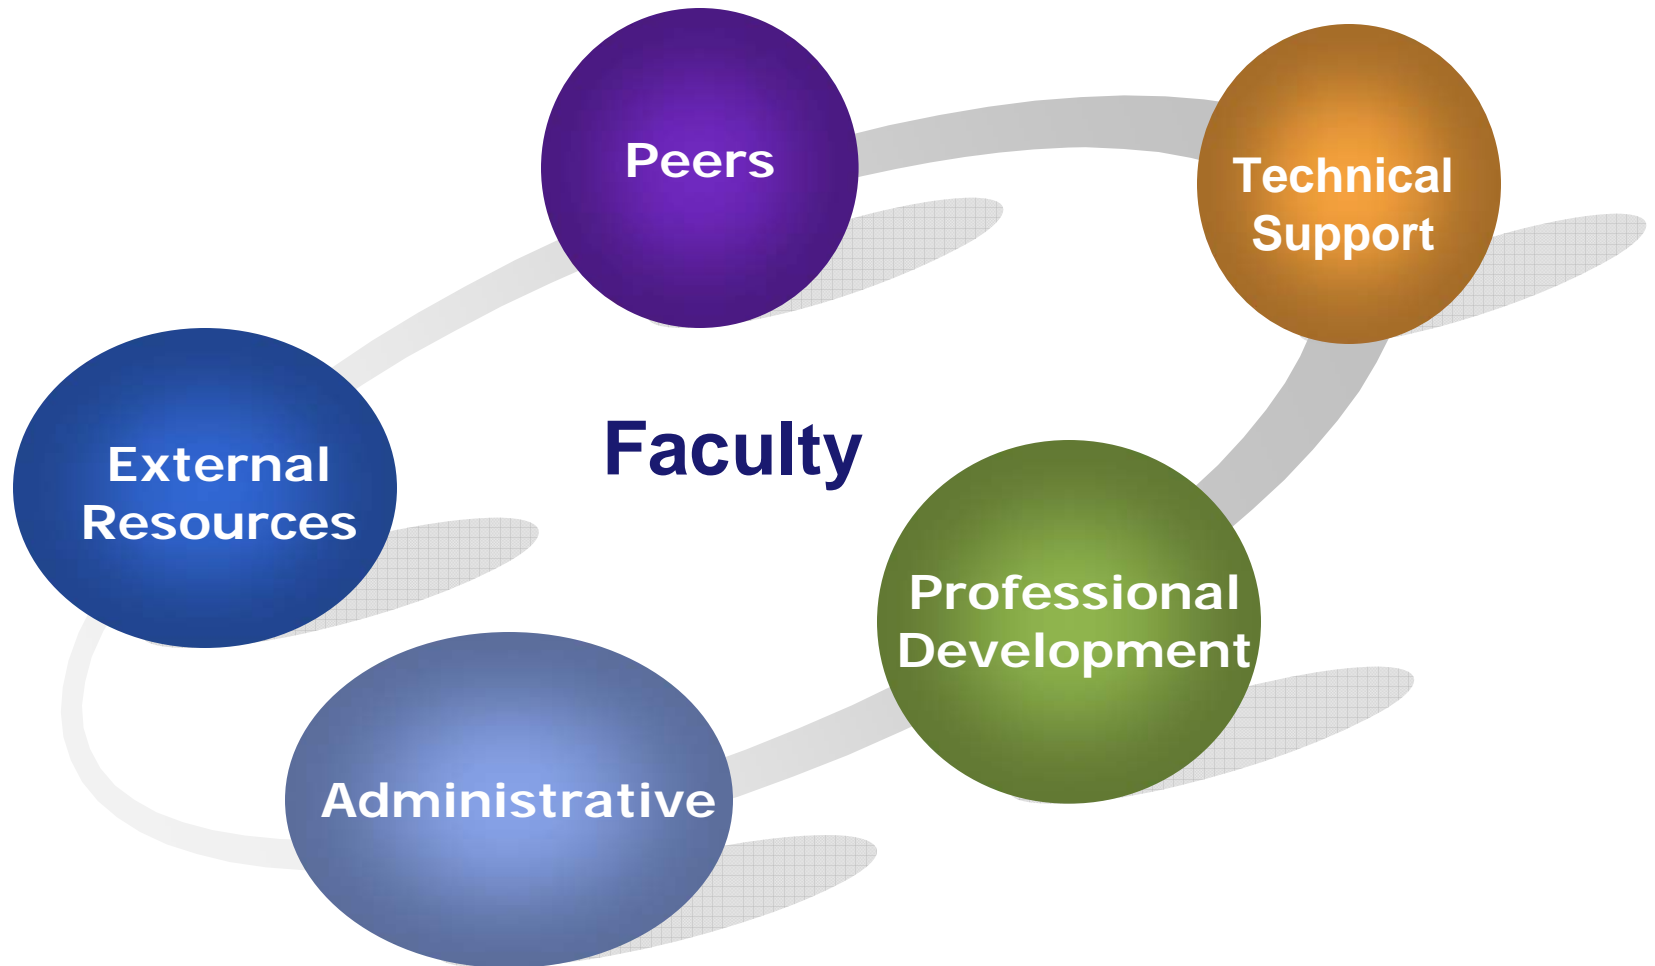 Peers
Technical
Support
External
Resources
Faculty
Professional
Development
Administrative